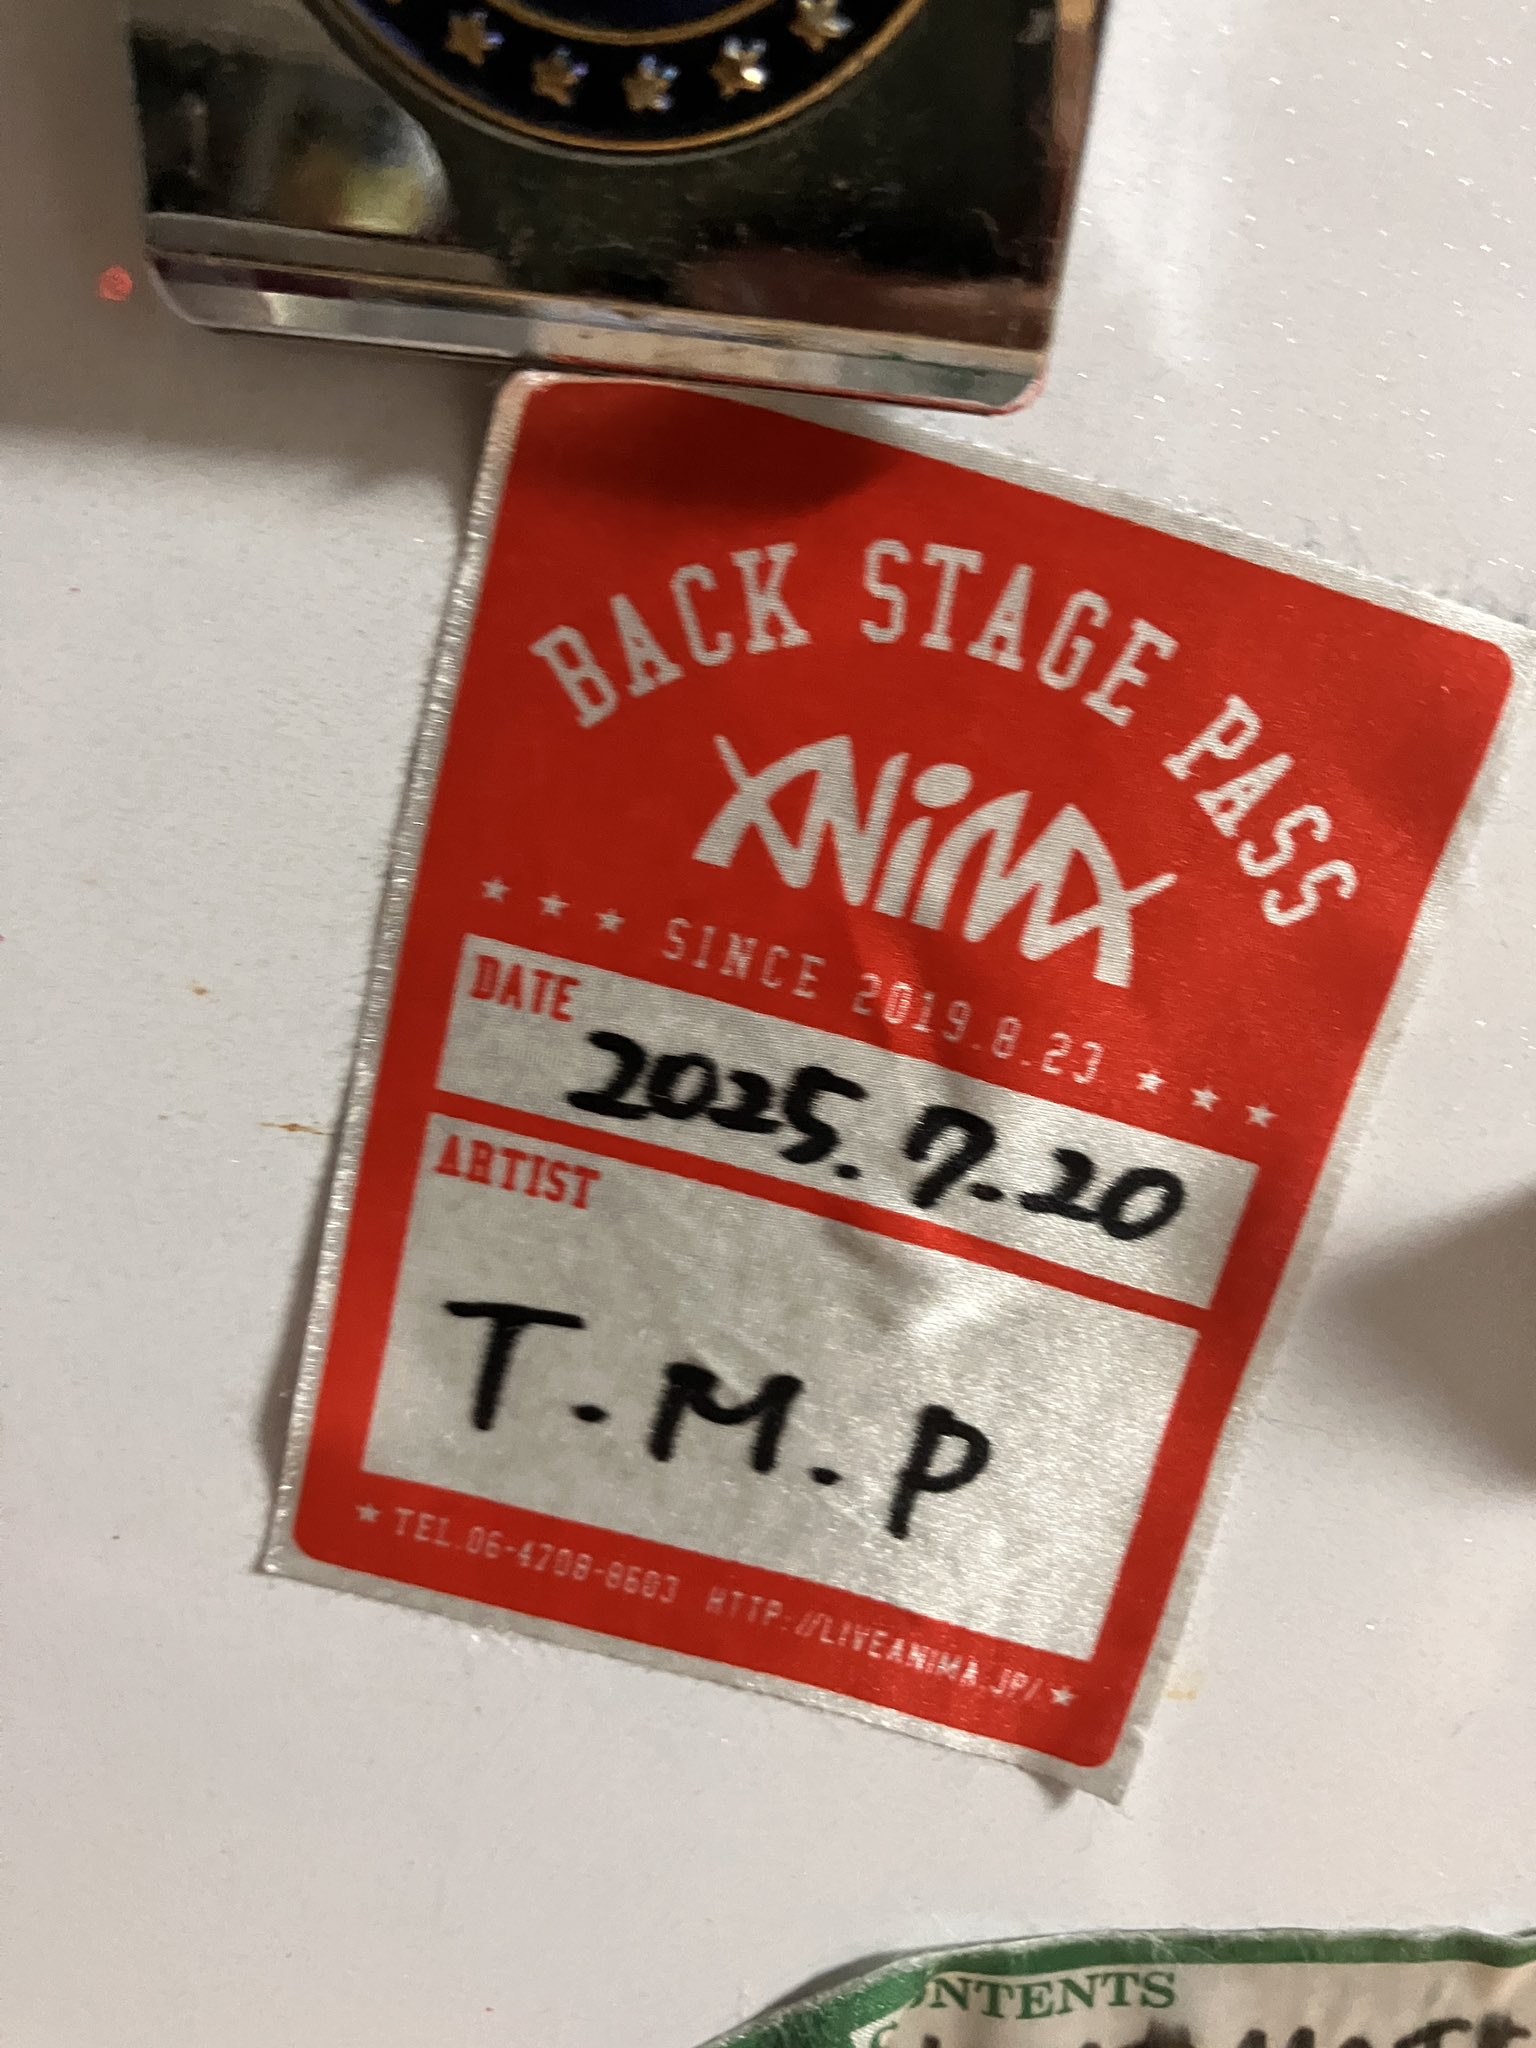 BACK STAGE PASS
ANiMA
★ ★ ★ SINCE 2019.8.23 ★ ★ ★
DATE
2025.7.20
ARTIST
T.M.P
★ TEL.06-4708-8603 HTTP://LIVEANIMA.JP/ ★
ONTENTS